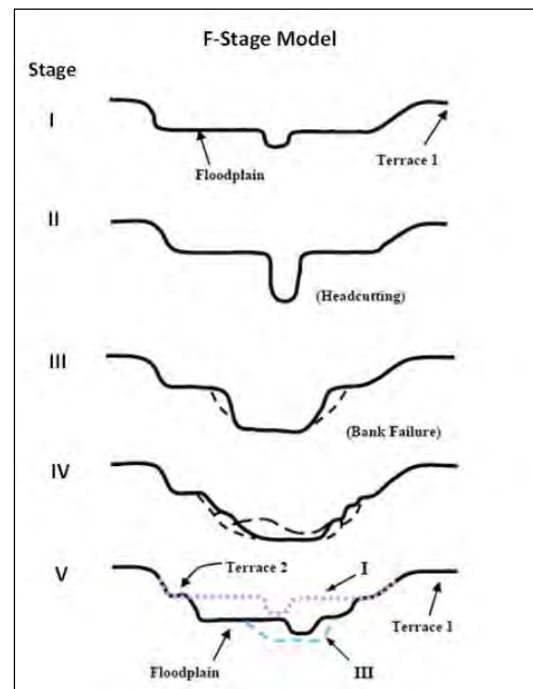 F-Stage Model
Stage
I
Floodplain
Terrace 1
II
(Headcutting)
III
(Bank Failure)
IV
V
Terrace 2
I
Terrace 1
Floodplain
III